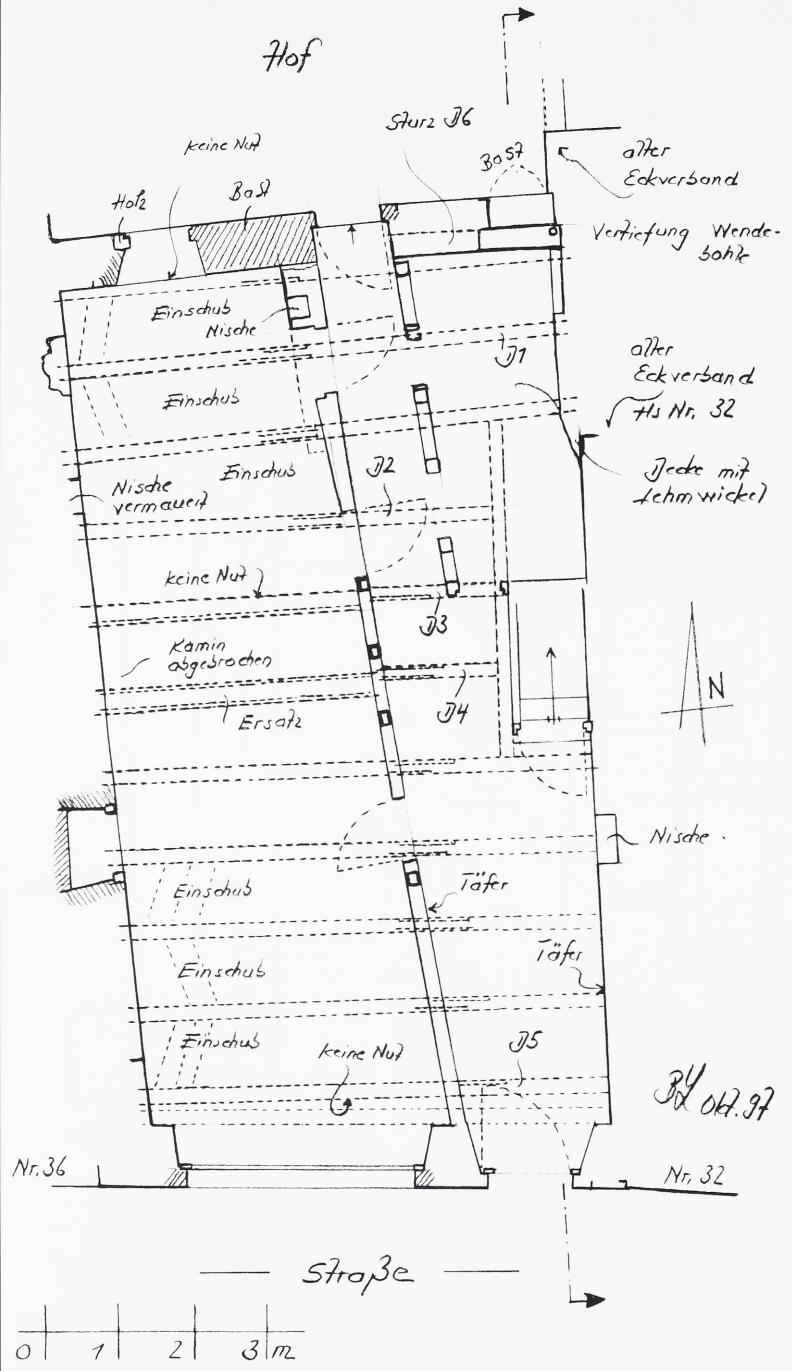 Hof
Sturz D6
keine Nut
Bast
alter
Eckverband
Holz
Bast
Vertiefung Wende-
bohle
Einschub
Nische
D1
alter
Eckverband
Hs Nr. 32
Einschub
Einschub
D2
Decke mit
Lehmwickel
Nische
vermauert
keine Nut
D3
Kamin
abgebrochen
Ersatz
D4
N
Nische
Einschub
Täfer
Einschub
Täfer
Einschub
keine Nut
D5
Okt. 97
Nr. 36
Nr. 32
Straße
0 1 2 3 m